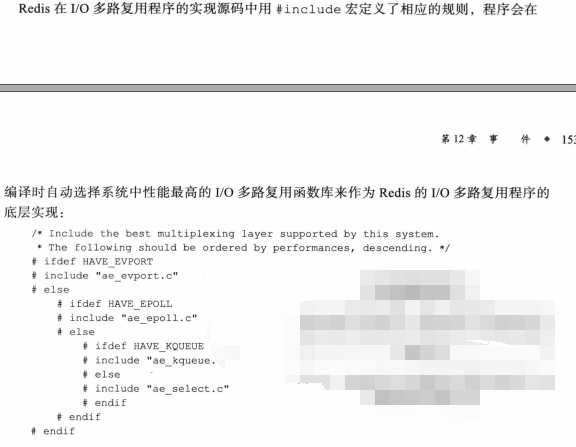 Redis 在 I/O 多路复用程序的实现源码中用 #include 宏定义了相应的规则，程序会在
第12章 事 件 ◆ 153
编译时自动选择系统中性能最高的 I/O 多路复用函数库来作为 Redis 的 I/O 多路复用程序的
底层实现：
/* Include the best multiplexing layer supported by this system.
 * The following should be ordered by performances, descending. */
# ifdef HAVE_EVPORT
# include "ae_evport.c"
# else
    # ifdef HAVE_EPOLL
    # include "ae_epoll.c"
    # else
        # ifdef HAVE_KQUEUE
        # include "ae_kqueue.
        # else
        # include "ae_select.c"
        # endif
    # endif
# endif